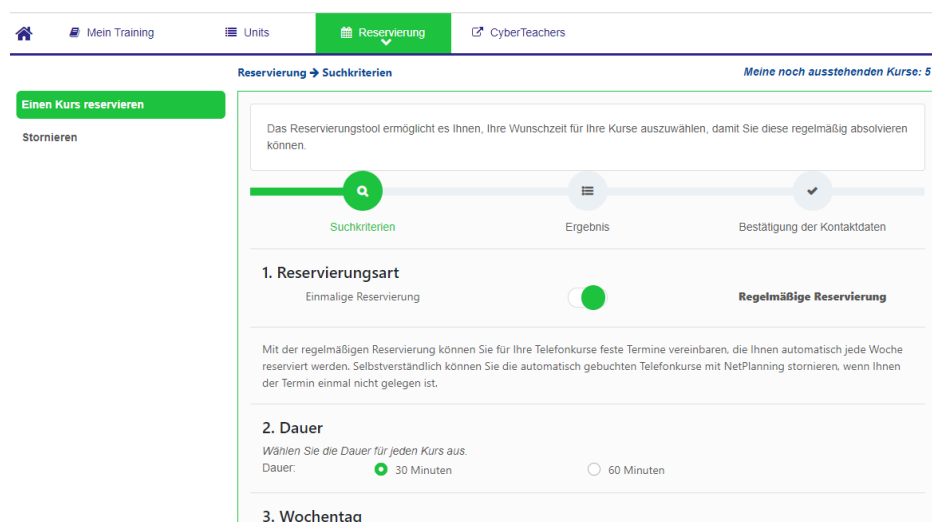 Mein Training
Units
Reservierung
CyberTeachers
Reservierung → Suchkriterien
Meine noch ausstehenden Kurse: 5
Einen Kurs reservieren
Stornieren
Das Reservierungstool ermöglicht es Ihnen, Ihre Wunschzeit für Ihre Kurse auszuwählen, damit Sie diese regelmäßig absolvieren
können.
Suchkriterien
Ergebnis
Bestätigung der Kontaktdaten
1. Reservierungsart
Einmalige Reservierung
Regelmäßige Reservierung
Mit der regelmäßigen Reservierung können Sie für Ihre Telefonkurse feste Termine vereinbaren, die Ihnen automatisch jede Woche
reserviert werden. Selbstverständlich können Sie die automatisch gebuchten Telefonkurse mit NetPlanning stornieren, wenn Ihnen
der Termin einmal nicht gelegen ist.
2. Dauer
Wählen Sie die Dauer für jeden Kurs aus.
Dauer:
30 Minuten
60 Minuten
3. Wochentag